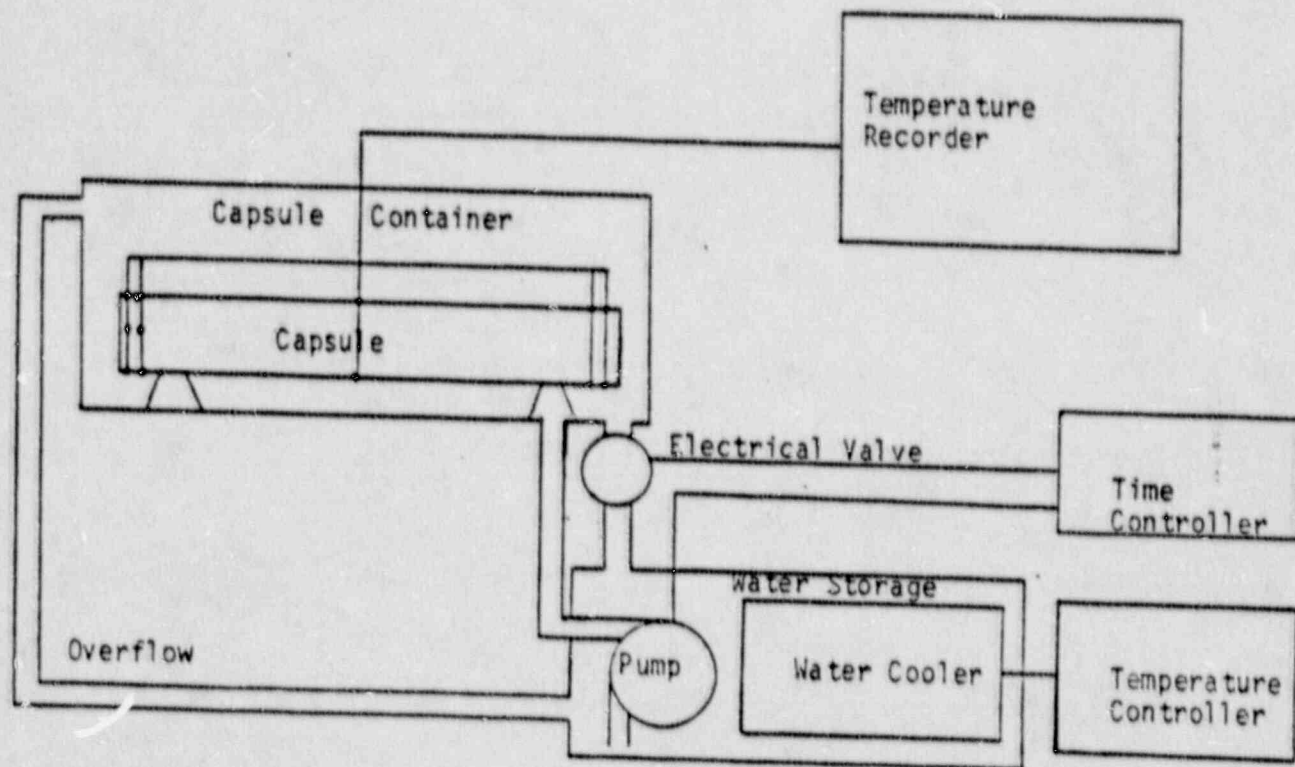 Temperature
Recorder
Capsule Container
Capsule
Electrical Valve
Time
Controller
Water Storage
Overflow
Pump
Water Cooler
Temperature
Controller